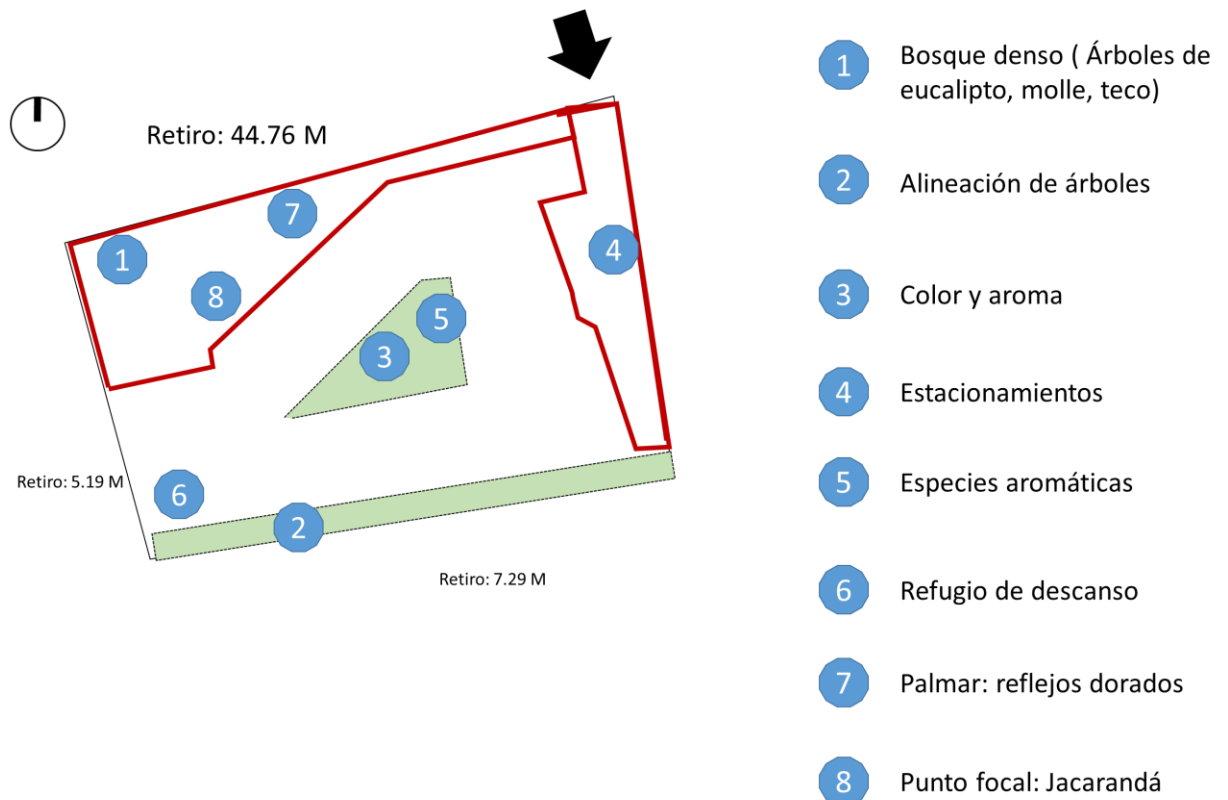 Retiro: 44.76 M
1
7
8
4
5
3
Retiro: 5.19 M
6
2
Retiro: 7.29 M
1
Bosque denso ( Árboles de
eucalipto, molle, teco)
2
Alineación de árboles
3
Color y aroma
4
Estacionamientos
5
Especies aromáticas
6
Refugio de descanso
7
Palmar: reflejos dorados
8
Punto focal: Jacarandá